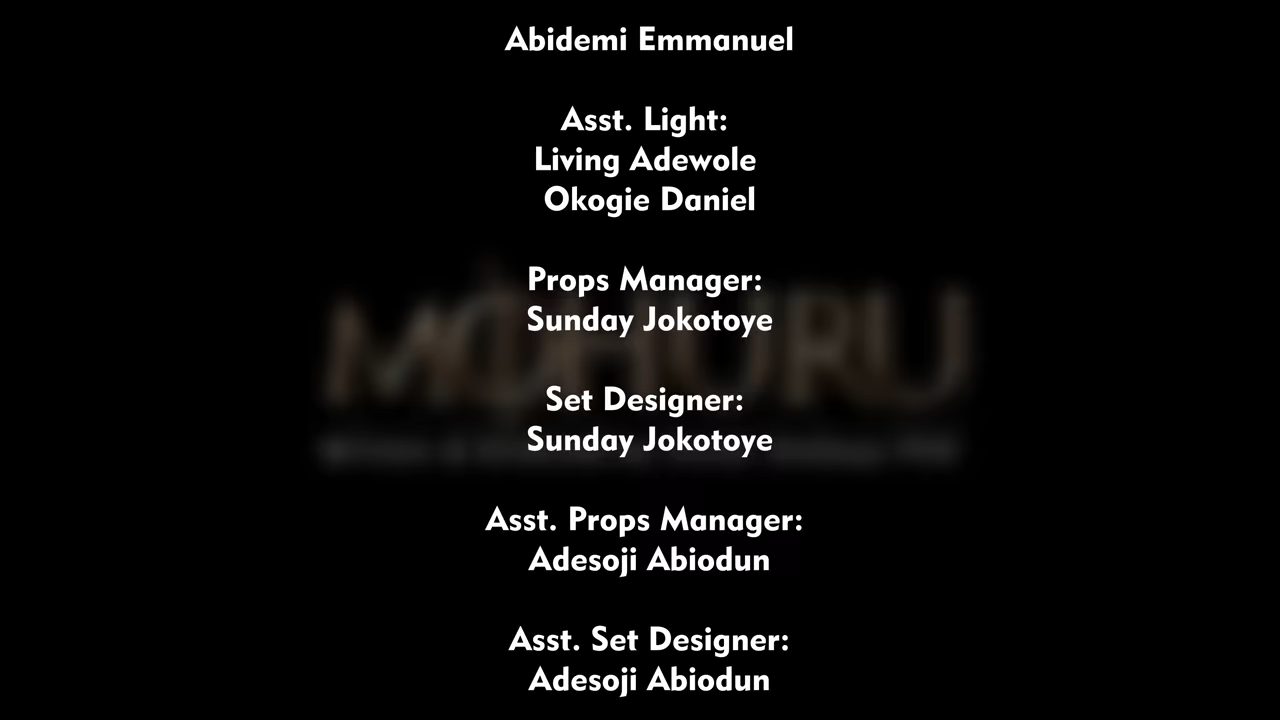 Abidemi Emmanuel
Asst. Light:
Living Adewole
Okogie Daniel
Props Manager:
Sunday Jokotoye
Set Designer:
Sunday Jokotoye
Asst. Props Manager:
Adesoji Abiodun
Asst. Set Designer:
Adesoji Abiodun